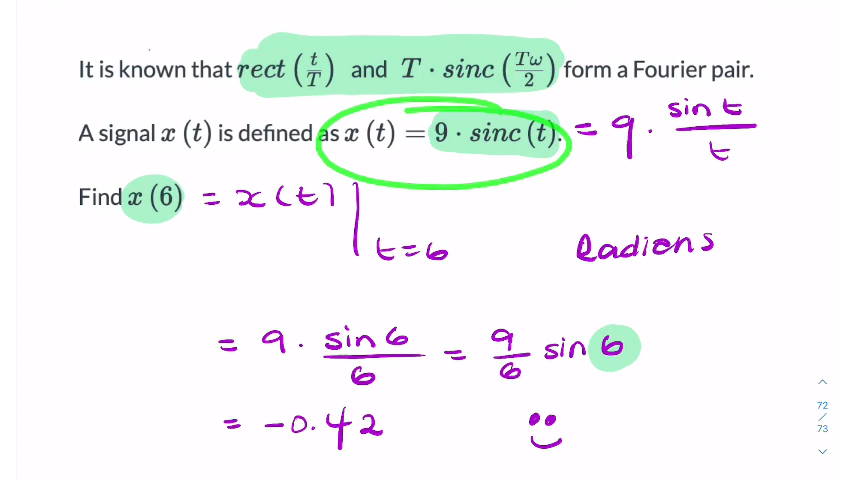 It is known that rect (t/T) and T · sinc (Tω/2) form a Fourier pair.
A signal x (t) is defined as x (t) = 9 · sinc (t). = 9 · sin t / t
Find x (6) = x(t) | t=6
Radians
= 9 · sin 6 / 6 = 9/6 sin 6
= -0.42
72
/
73